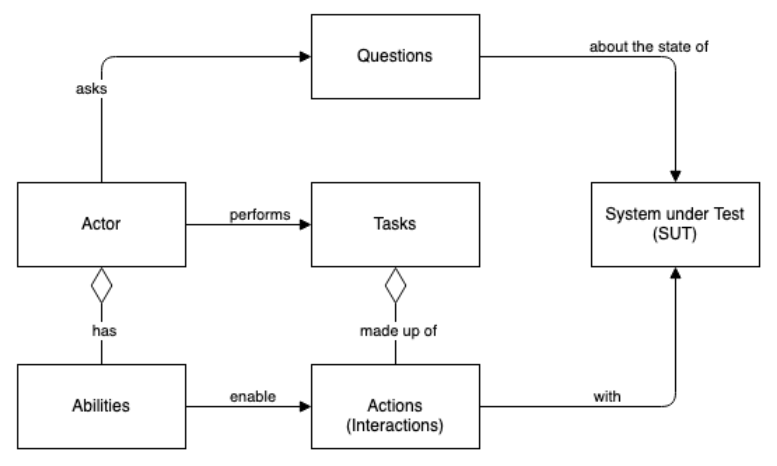 Questions
about the state of
asks
Actor
performs
Tasks
System under Test
(SUT)
has
made up of
Abilities
enable
Actions
(Interactions)
with